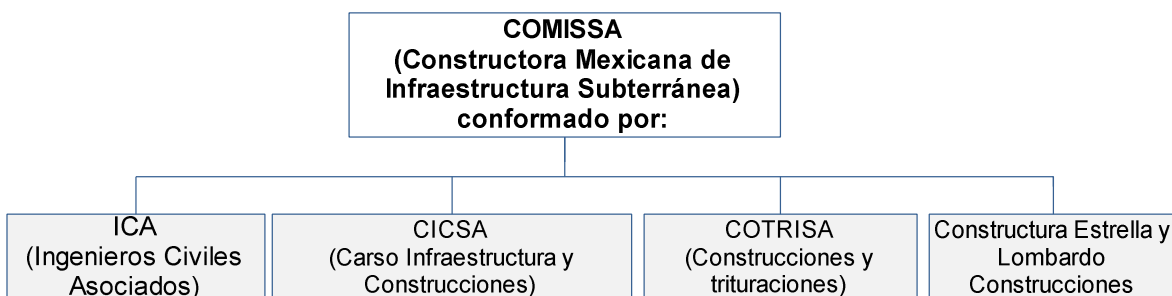 COMISSA
(Constructora Mexicana de
Infraestructura Subterránea)
conformado por:
ICA
(Ingenieros Civiles
Asociados)
CICSA
(Carso Infraestructura y
Construcciones)
COTRISA
(Construcciones y
trituraciones)
Constructura Estrella y
Lombardo
Construcciones